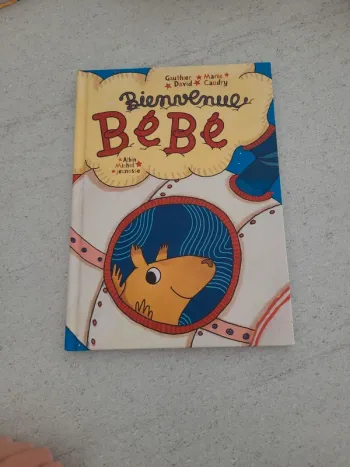 Gauthier ★ Marie
★ David ★ Caudry
Bienvenue
BéBé
★ Albin
Michel ★
★ Jeunesse